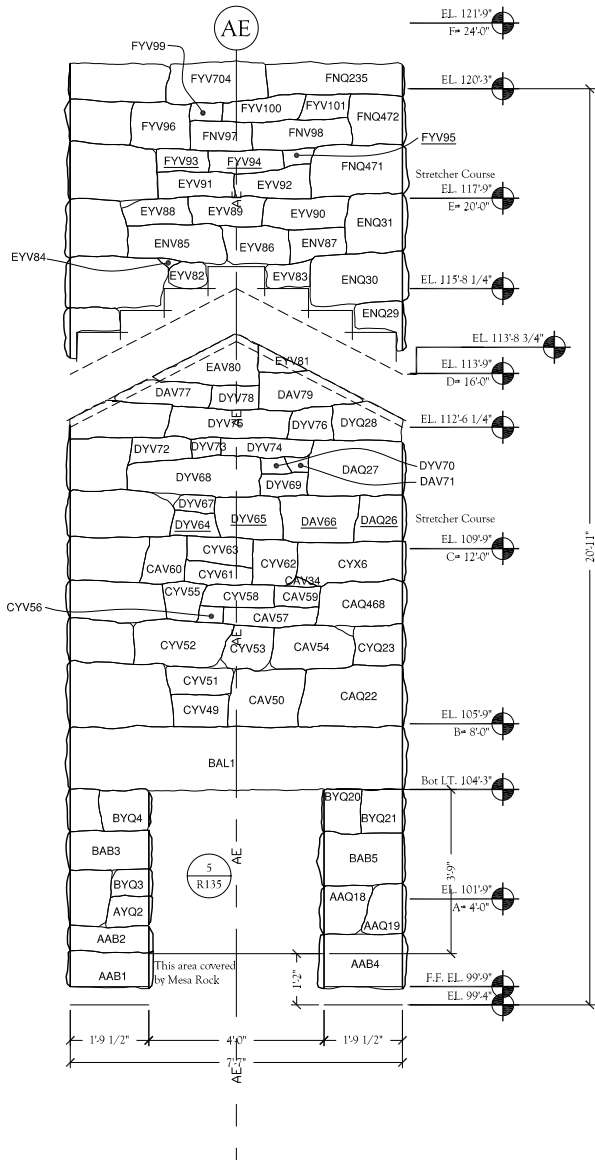 EL. 121'-9"
F= 24'-0"
AE
FYV99
FYV704
FNQ235
EL. 120'-3"
FYV96
FYV100
FYV101
FNQ472
FNV97
FNV98
FYV95
FYV93
FYV94
FNQ471
Stretcher Course
EL. 117'-9"
E= 20'-0"
FYV91
EYV92
AE
EYV88
EYV89
EYV90
ENQ31
ENV85
EYV86
ENV87
EYV84
EYV82
EYV83
ENQ30
EL. 115'-8 1/4"
ENQ29
EL. 113'-8 3/4"
EAV80
EYV81
EL. 113'-9"
D= 16'-0"
DAV77
DYV78
DAV79
AE
DYV75
DYV76
DYQ28
EL. 112'-6 1/4"
DYV72
DYV73
DYV74
DYV68
DYV69
DAQ27
DYV70
DAV71
DYV67
DYV64
DYV65
DAV66
DAQ26
Stretcher Course
EL. 109'-9"
C= 12'-0"
CYV63
CAV60
CYV61
CYV62
CYX6
CAV34
CYV55
CYV58
CAV59
CAQ468
CYV56
CAV57
AE
CYV52
CYV53
CAV54
CYQ23
CYV51
CYV49
CAV50
CAQ22
EL. 105'-9"
B= 8'-0"
BAL1
Bot LT. 104'-3"
20'-11"
BYQ4
BYQ20
BYQ21
BAB3
AE
BAB5
5
R135
3'-9"
BYQ3
AYQ2
AAQ18
AAQ19
EL. 101'-9"
A= 4'-0"
AAB2
AAB1
This area covered
by Mesa Rock
1'-2"
AAB4
F.F. EL. 99'-9"
EL. 99'-4"
1'-9 1/2"
4'-0"
1'-9 1/2"
7'-7"
AE